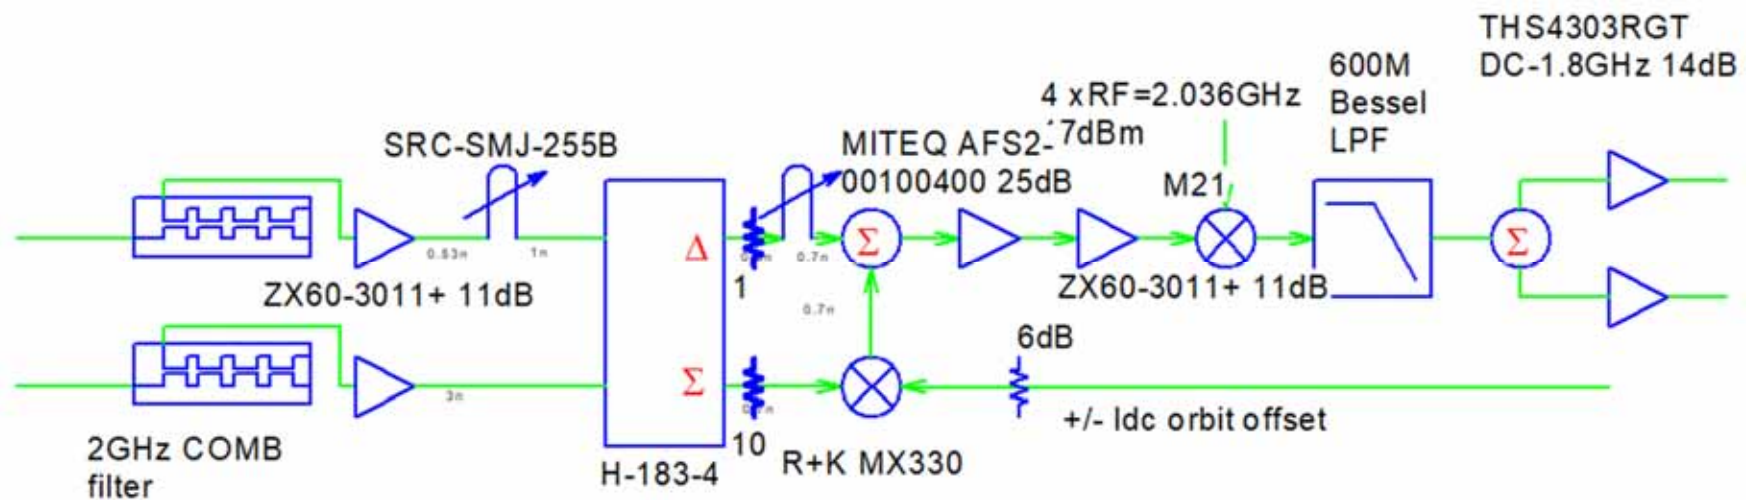 THS4303RGT
DC-1.8GHz 14dB
600M
Bessel
LPF
4 xRF=2.036GHz
7dBm
SRC-SMJ-255B
MITEQ AFS2-
00100400 25dB
M21
Δ
Σ
Σ
0.53n
1n
0.7n
ZX60-3011+ 11dB
1
ZX60-3011+ 11dB
0.7n
6dB
Σ
3n
+/- Idc orbit offset
2GHz COMB
filter
10
H-183-4
R+K MX330